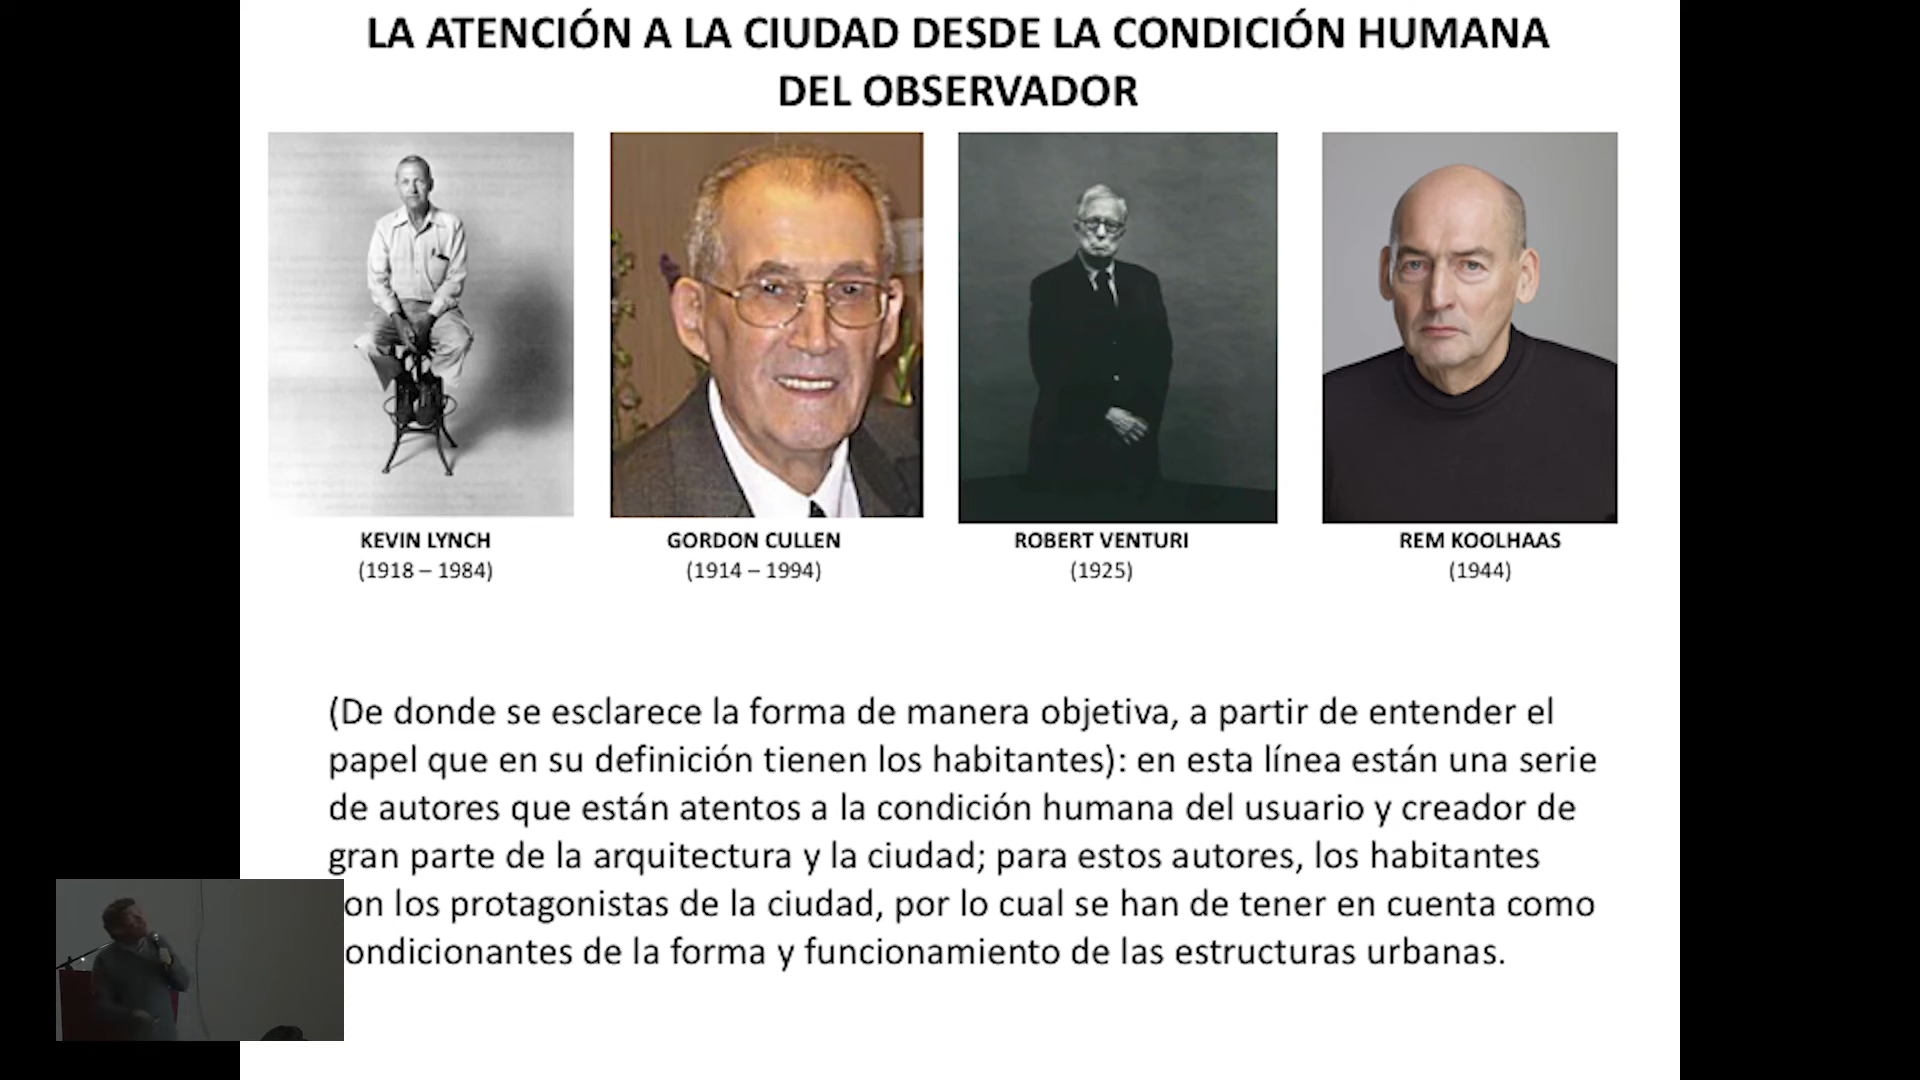 LA ATENCIÓN A LA CIUDAD DESDE LA CONDICIÓN HUMANA
DEL OBSERVADOR
KEVIN LYNCH
(1918 – 1984)
GORDON CULLEN
(1914 – 1994)
ROBERT VENTURI
(1925)
REM KOOLHAAS
(1944)
(De donde se esclarece la forma de manera objetiva, a partir de entender el
papel que en su definición tienen los habitantes): en esta línea están una serie
de autores que están atentos a la condición humana del usuario y creador de
gran parte de la arquitectura y la ciudad; para estos autores, los habitantes
on los protagonistas de la ciudad, por lo cual se han de tener en cuenta como
ondicionantes de la forma y funcionamiento de las estructuras urbanas.